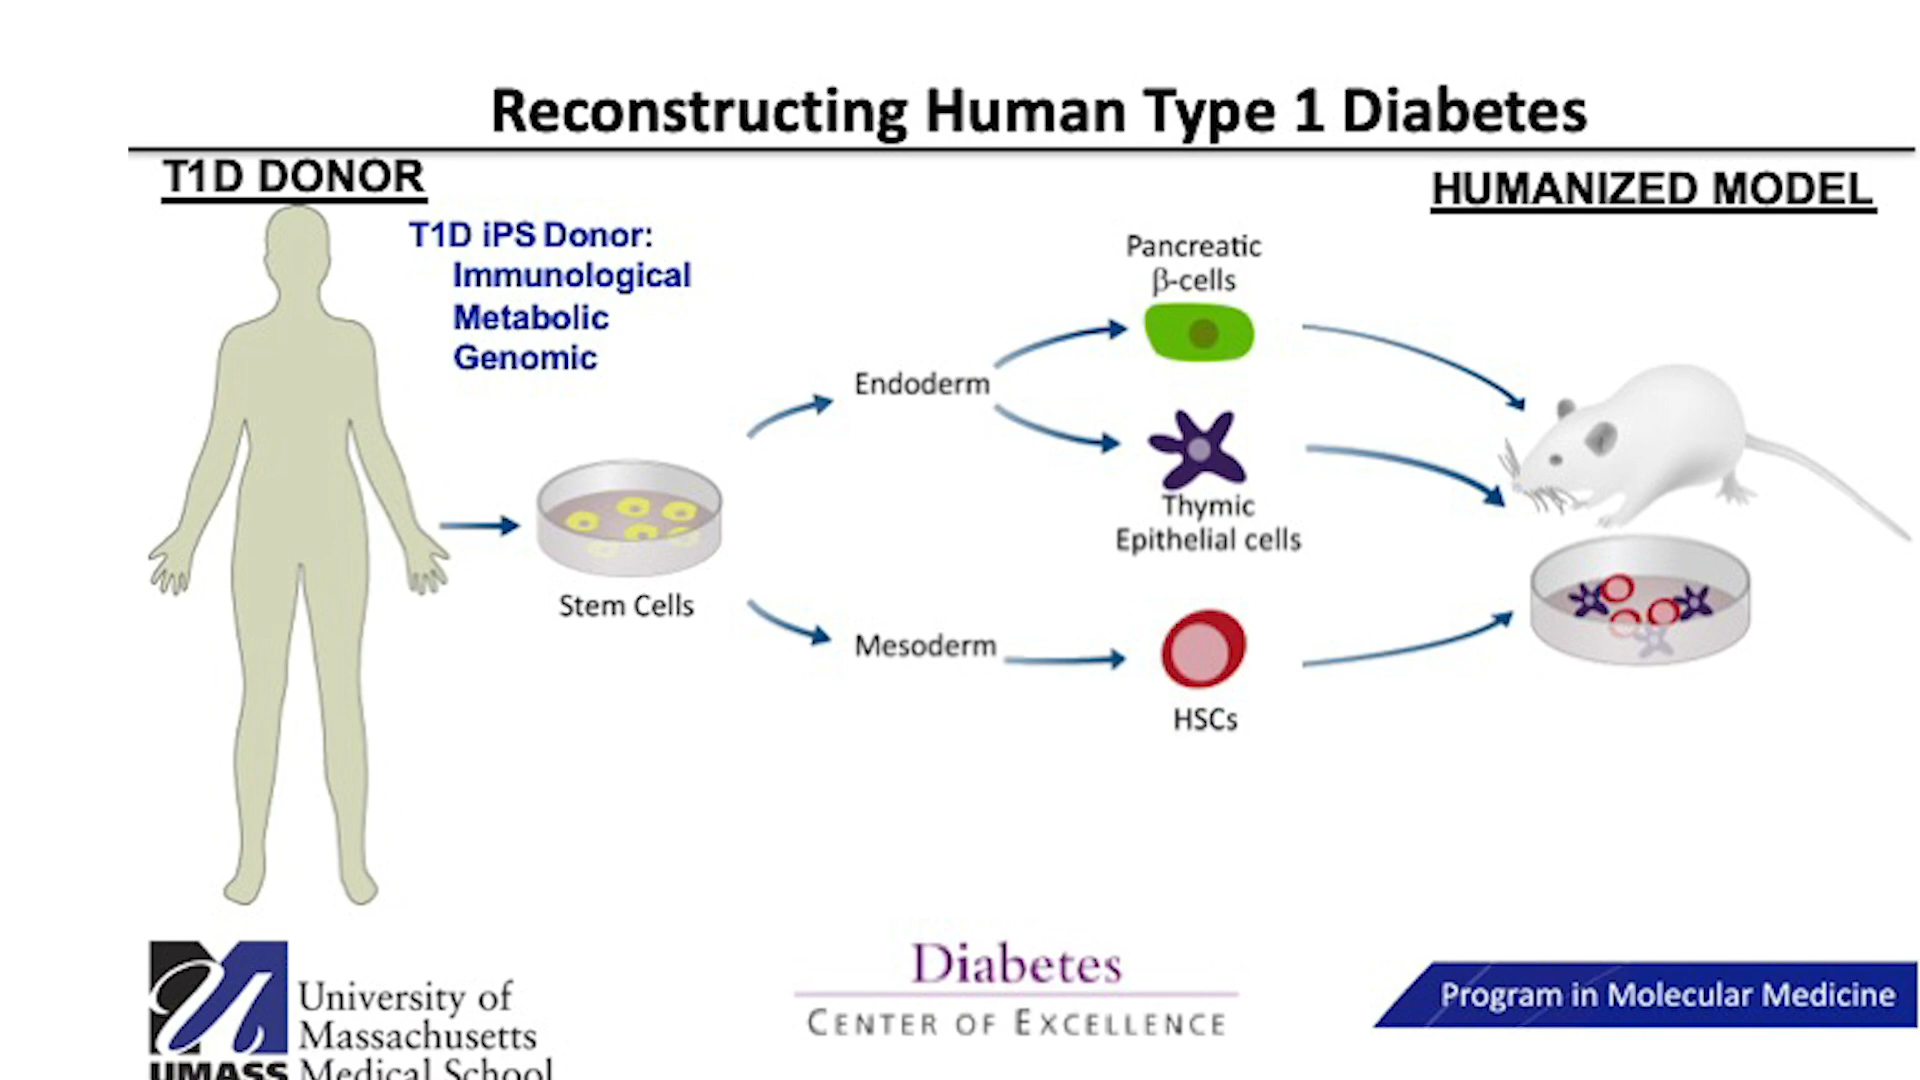 Reconstructing Human Type 1 Diabetes
T1D DONOR
HUMANIZED MODEL
T1D iPS Donor:
Immunological
Metabolic
Genomic
Stem Cells
Endoderm
Mesoderm
Pancreatic
β-cells
Thymic
Epithelial cells
HSCs
University of
Massachusetts
UMASS Medical School
Diabetes
CENTER OF EXCELLENCE
Program in Molecular Medicine